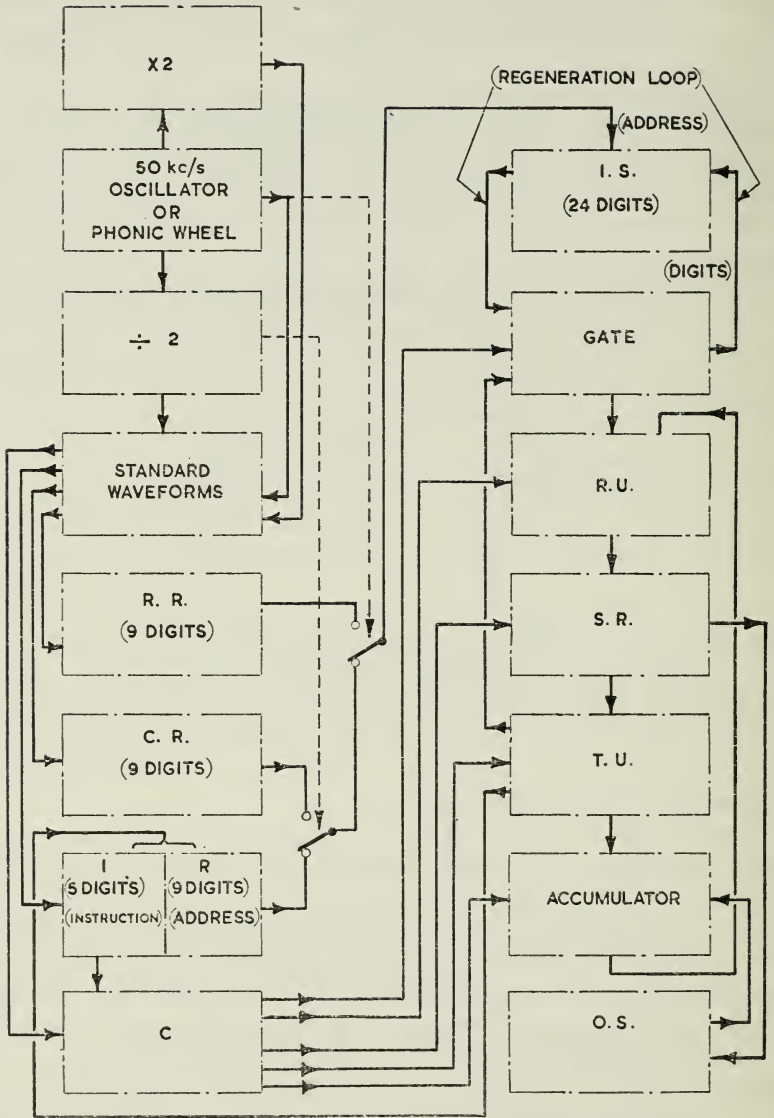 X 2
50 kc/s
OSCILLATOR
OR
PHONIC WHEEL
÷ 2
STANDARD
WAVEFORMS
R. R.
(9 DIGITS)
C. R.
(9 DIGITS)
I
(5 DIGITS)
(INSTRUCTION)
R
(9 DIGITS)
(ADDRESS)
C
(REGENERATION LOOP)
(ADDRESS)
I. S.
(24 DIGITS)
(DIGITS)
GATE
R. U.
S. R.
T. U.
ACCUMULATOR
O. S.